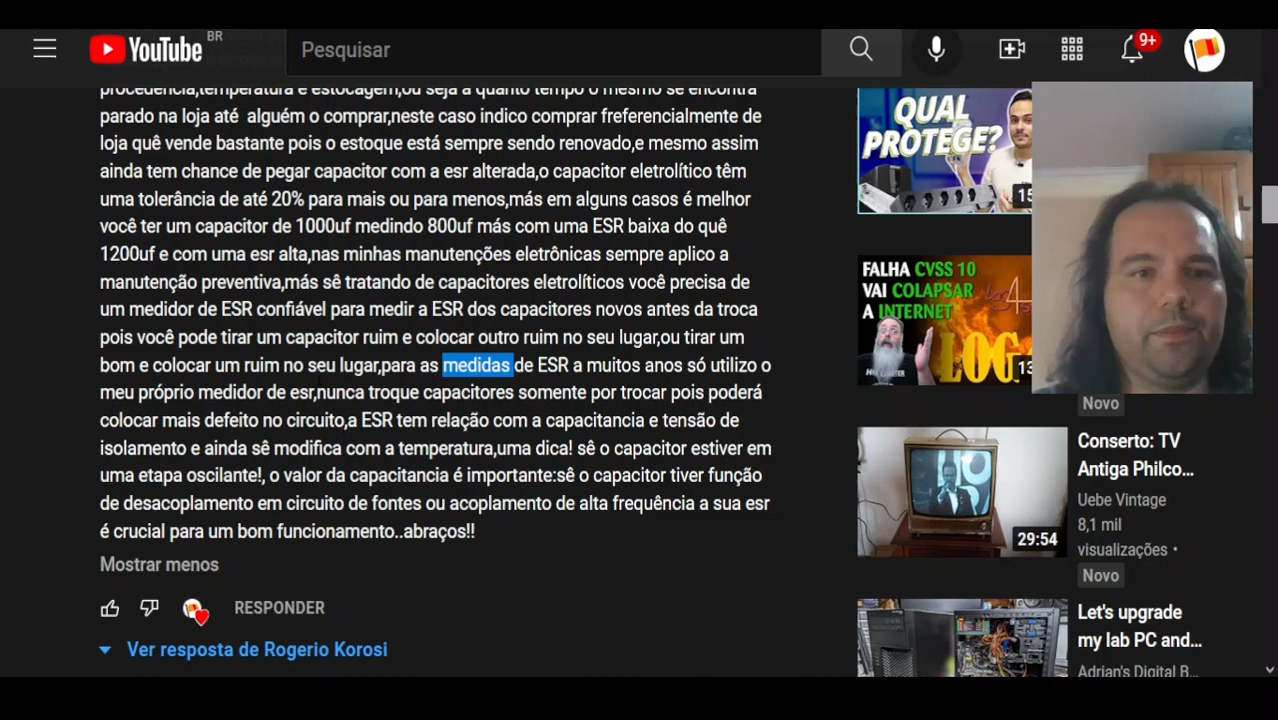 YouTube
BR
Pesquisar
9+
procedência,temperatura e estocagem,ou seja a quanto tempo o mesmo se encontra
parado na loja até alguém o comprar,neste caso indico comprar freferencialmente de
loja quê vende bastante pois o estoque está sempre sendo renovado,e mesmo assim
ainda tem chance de pegar capacitor com a esr alterada,o capacitor eletrolítico têm
uma tolerância de até 20% para mais ou para menos,más em alguns casos é melhor
você ter um capacitor de 1000uf medindo 800uf más com uma ESR baixa do quê
1200uf e com uma esr alta,nas minhas manutenções eletrônicas sempre aplico a
manutenção preventiva,más sê tratando de capacitores eletrolíticos você precisa de
um medidor de ESR confiável para medir a ESR dos capacitores novos antes da troca
pois você pode tirar um capacitor ruim e colocar outro ruim no seu lugar,ou tirar um
bom e colocar um ruim no seu lugar,para as medidas de ESR a muitos anos só utilizo o
meu próprio medidor de esr,nunca troque capacitores somente por trocar pois poderá
colocar mais defeito no circuito,a ESR tem relação com a capacitancia e tensão de
isolamento e ainda sê modifica com a temperatura,uma dica! sê o capacitor estiver em
uma etapa oscilante!, o valor da capacitancia é importante:sê o capacitor tiver função
de desacoplamento em circuito de fontes ou acoplamento de alta frequência a sua esr
é crucial para um bom funcionamento..abraços!!
Mostrar menos
RESPONDER
Ver resposta de Rogerio Korosi
QUAL
PROTEGE?
15
FALHA CVSS 10
VAI COLAPSAR
A INTERNET
LOG
13
Novo
Conserto: TV
Antiga Philco...
Uebe Vintage
8,1 mil
visualizações •
Novo
29:54
Let's upgrade
my lab PC and...
Adrian's Digital B...